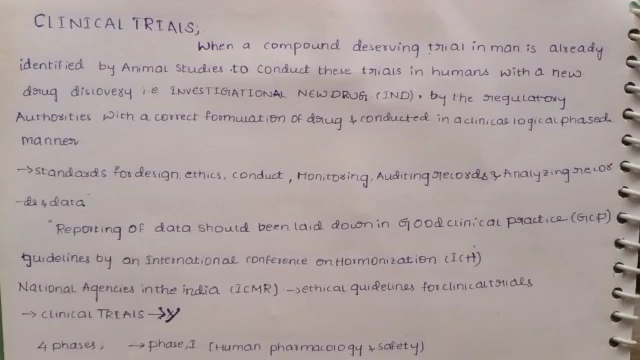 CLINICAL TRIALS;
When a compound deserving trial in man is already
identified by Animal studies to conduct these trials in humans with a new
drug discovery i.e INVESTIGATIONAL NEW DRUG (IND), by the regulatory
Authorities with a correct formulation of drug & conducted in a clinical logical phased
manner
→ standards for design, ethics, conduct, Monitoring, Auditing records & Analyzing recor
-ds & data"
"Reporting of data should been laid down in GOOD clinical practice (GCP)
guidelines by an International conference on Hormonization (ICH)
National Agencies in the india (ICMR) → ethical guidelines for clinical trials
→ clinical TRIALS →
4 phases, → phase, I [Human pharmacology & safety)